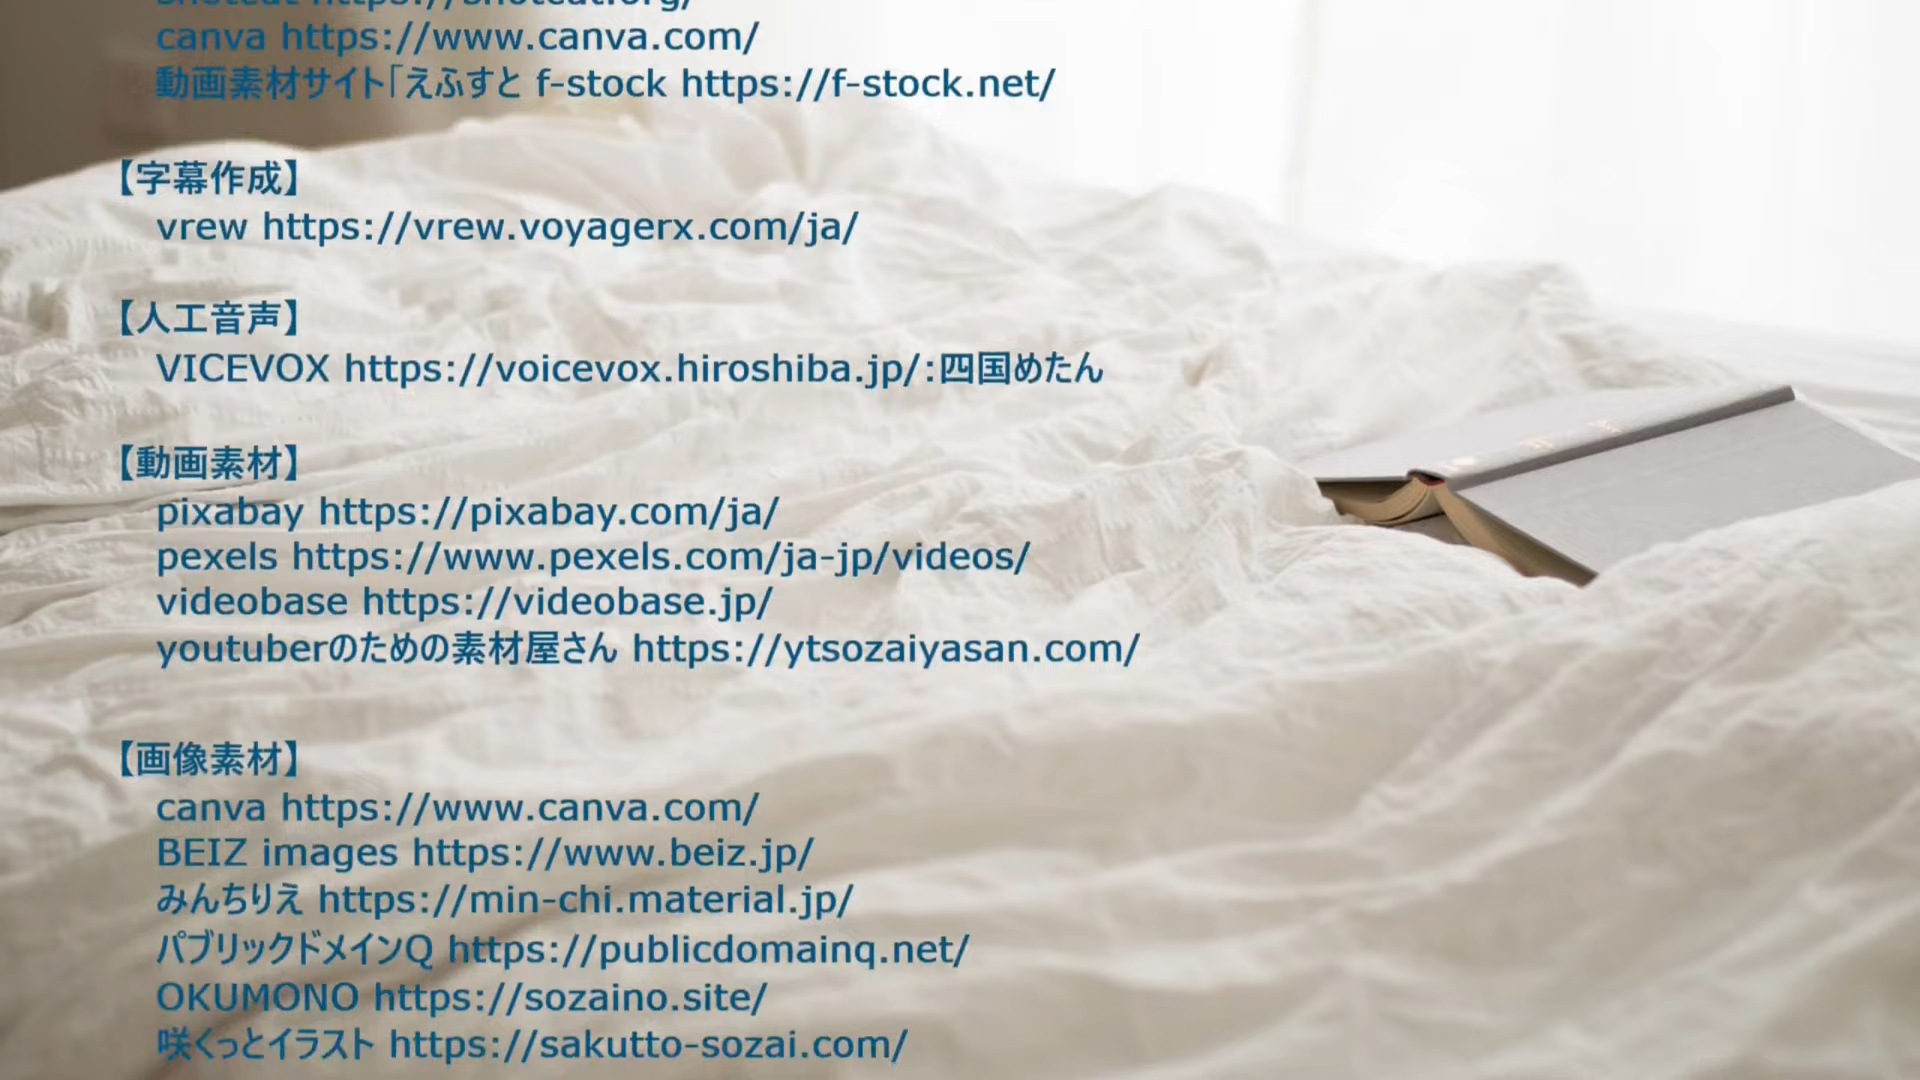 shotcut https://shotcut.org/
canva https://www.canva.com/
動画素材サイト「えふすと f-stock https://f-stock.net/
【字幕作成】
vrew https://vrew.voyagerx.com/ja/
【人工音声】
VICEVOX https://voicevox.hiroshiba.jp/:四国めたん
【動画素材】
pixabay https://pixabay.com/ja/
pexels https://www.pexels.com/ja-jp/videos/
videobase https://videobase.jp/
youtuberのための素材屋さん https://ytsozaiyasan.com/
【画像素材】
canva https://www.canva.com/
BEIZ images https://www.beiz.jp/
みんちりえ https://min-chi.material.jp/
パブリックドメインQ https://publicdomainq.net/
OKUMONO https://sozaino.site/
咲くっとイラスト https://sakutto-sozai.com/